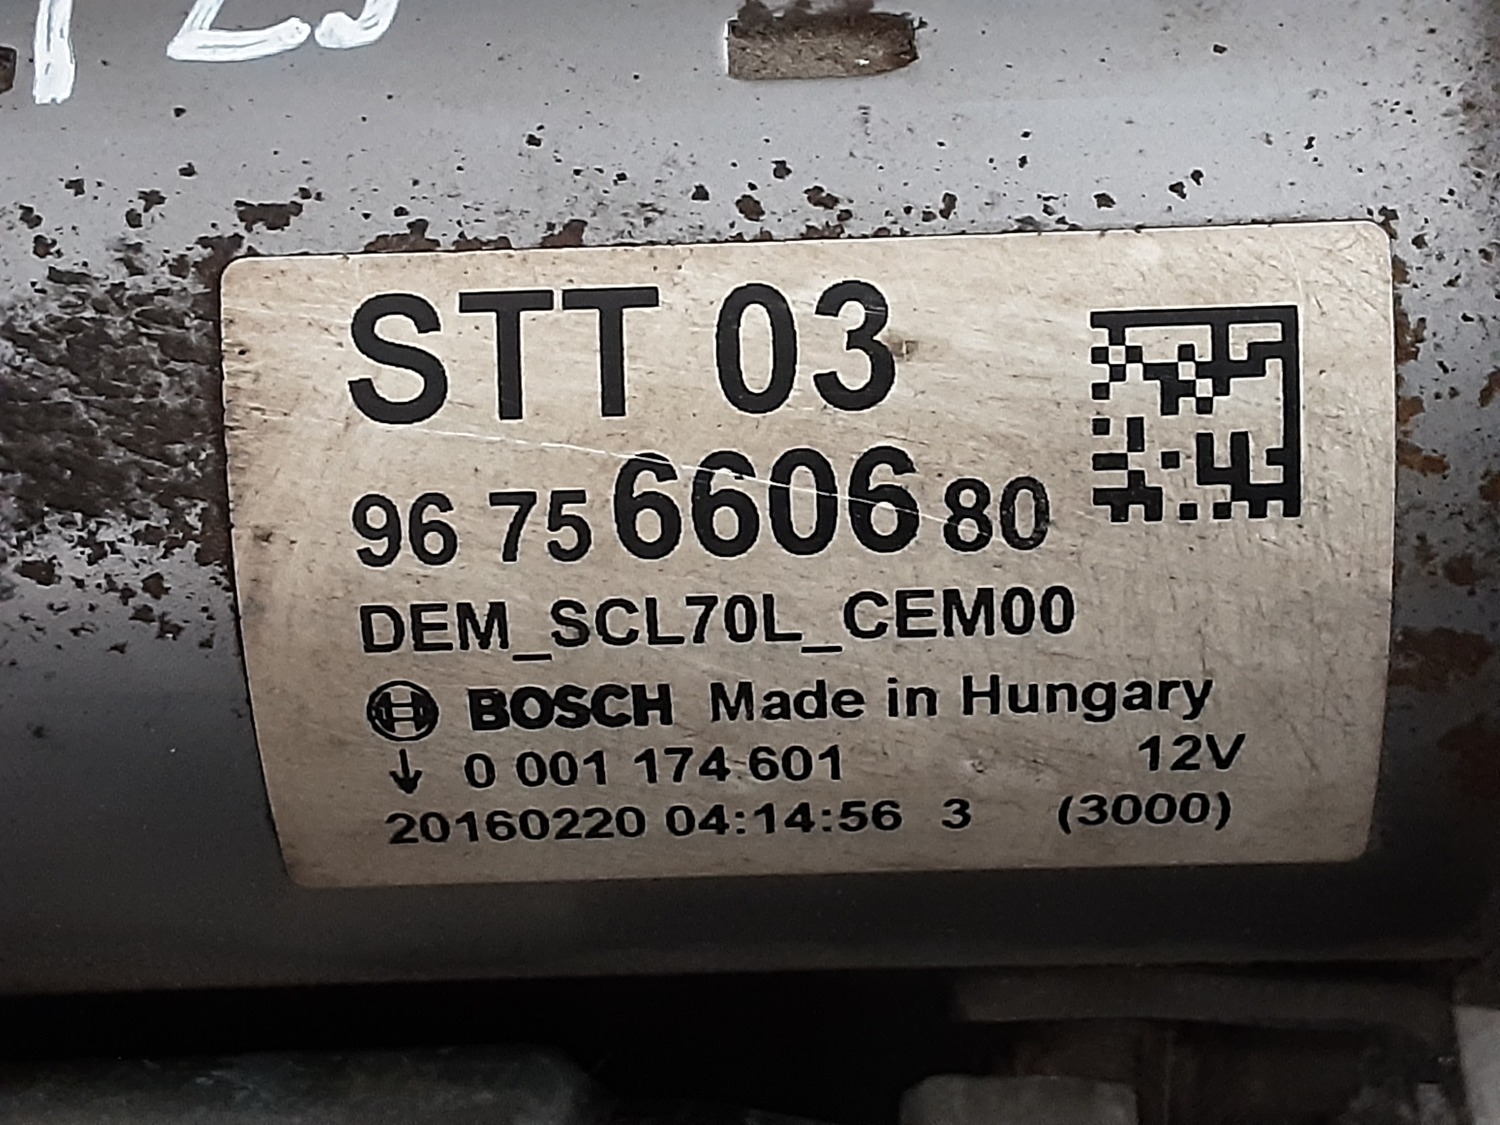 STT 03
96 75 6606 80
DEM_SCL70L_CEM00
BOSCH Made in Hungary
↓ 0 001 174 601 12V
20160220 04:14:56 3 (3000)